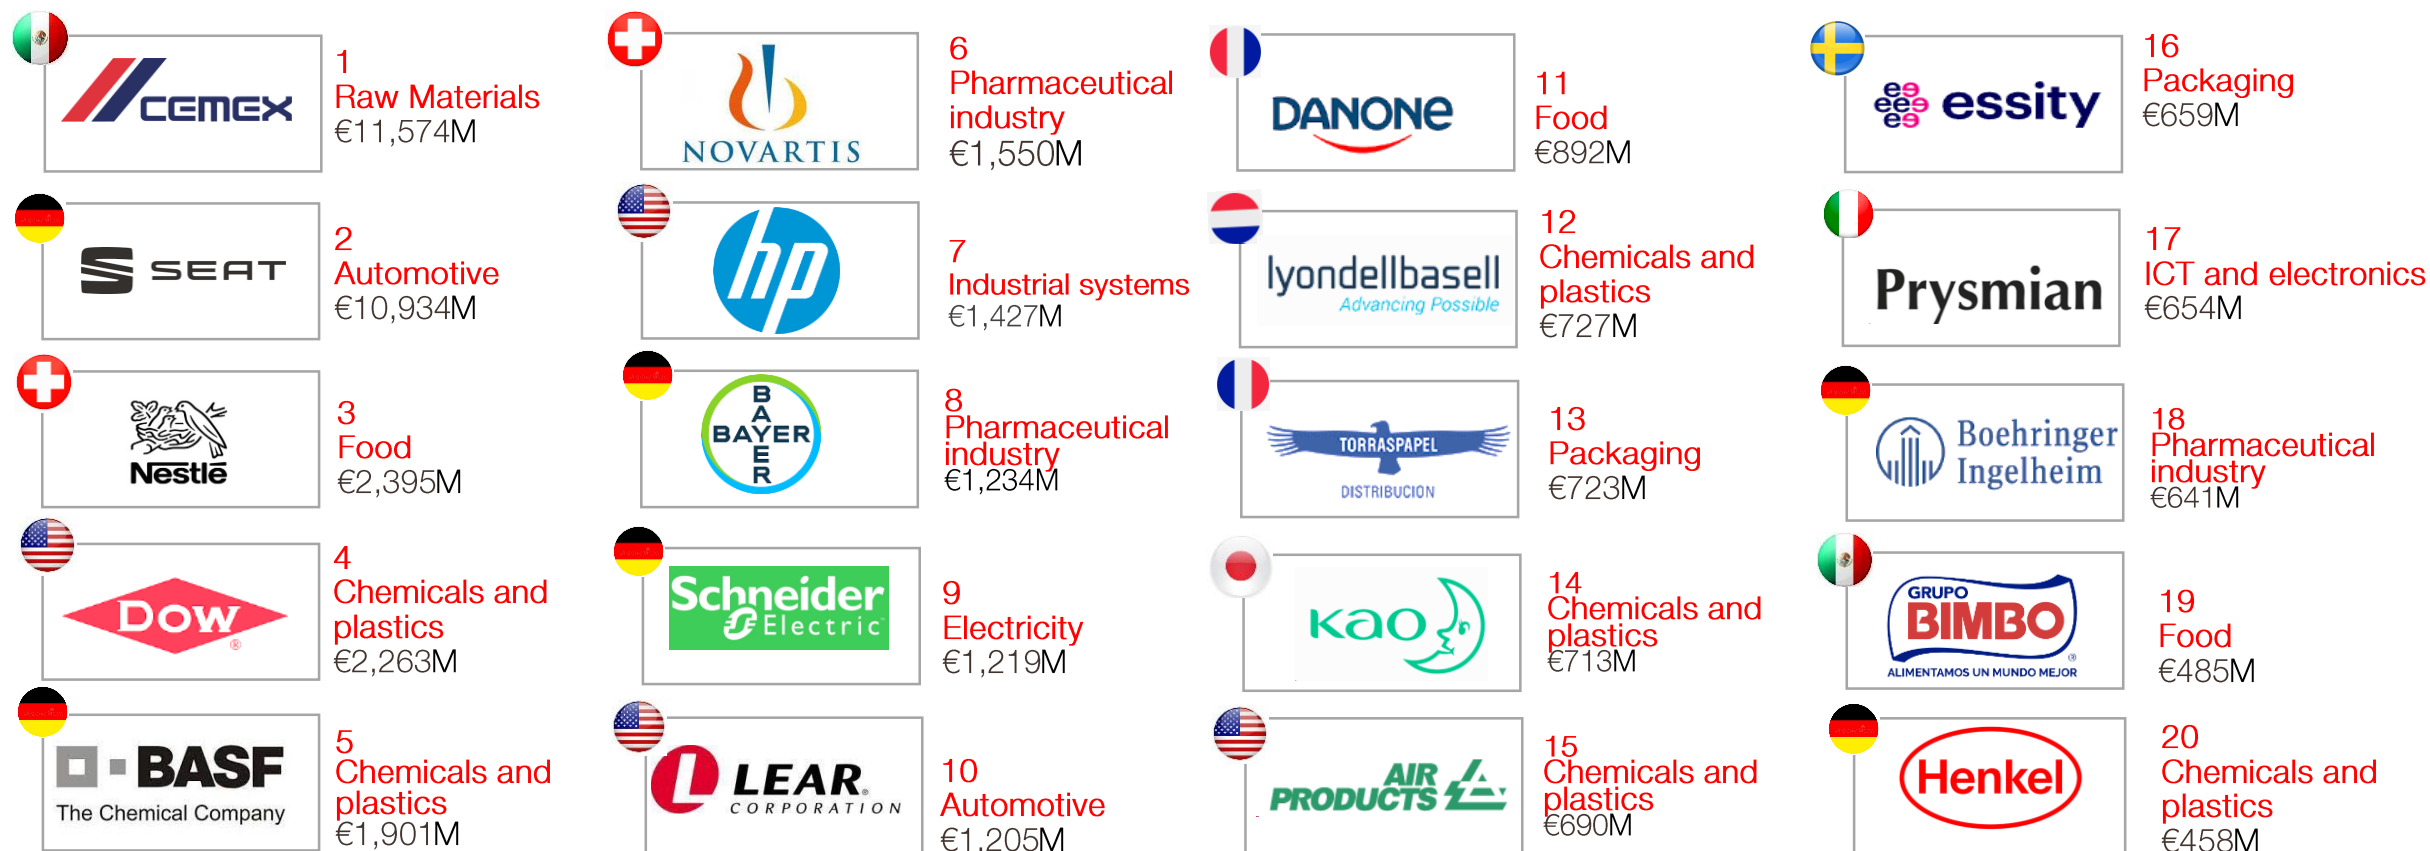 CEMEX
1
Raw Materials
€11,574M
SEAT
2
Automotive
€10,934M
Nestlé
3
Food
€2,395M
DOW
®
4
Chemicals and
plastics
€2,263M
BASF
The Chemical Company
5
Chemicals and
plastics
€1,901M
NOVARTIS
6
Pharmaceutical
industry
€1,550M
hp
7
Industrial systems
€1,427M
B
A
BAYER
E
R
8
Pharmaceutical
industry
€1,234M
Schneider
Electric
9
Electricity
€1,219M
L LEAR®
CORPORATION
10
Automotive
€1,205M
DANONE
11
Food
€892M
lyondellbasell
Advancing Possible
12
Chemicals and
plastics
€727M
TORRASPAPEL
DISTRIBUCION
13
Packaging
€723M
Kao
14
Chemicals and
plastics
€713M
AIR
PRODUCTS
15
Chemicals and
plastics
€690M
essity
16
Packaging
€659M
Prysmian
17
ICT and electronics
€654M
Boehringer
Ingelheim
18
Pharmaceutical
industry
€641M
GRUPO
BIMBO
®
ALIMENTAMOS UN MUNDO MEJOR
19
Food
€485M
Henkel
20
Chemicals and
plastics
€458M